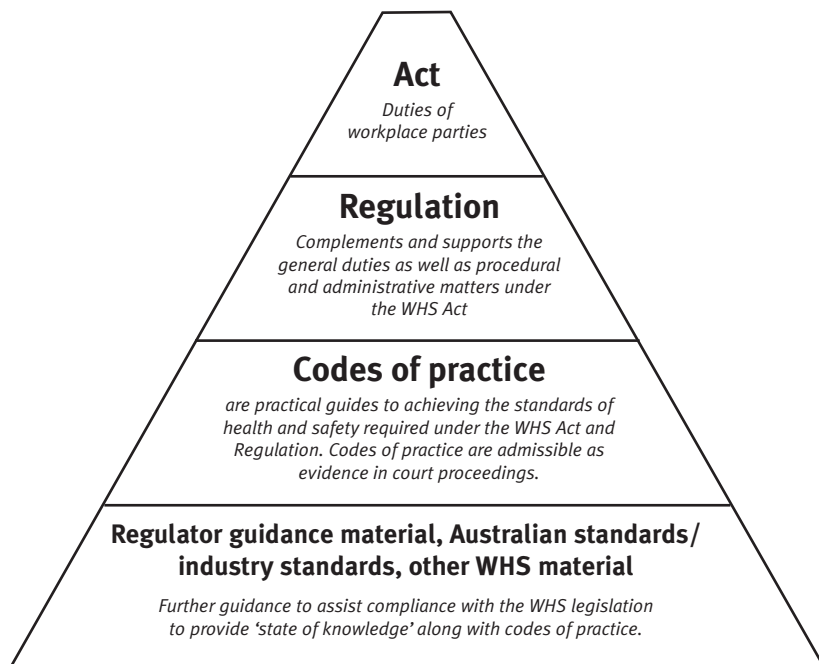 Act
Duties of
workplace parties
Regulation
Complements and supports the
general duties as well as procedural
and administrative matters under
the WHS Act
Codes of practice
are practical guides to achieving the standards of
health and safety required under the WHS Act and
Regulation. Codes of practice are admissible as
evidence in court proceedings.
Regulator guidance material, Australian standards/
industry standards, other WHS material
Further guidance to assist compliance with the WHS legislation
to provide ‘state of knowledge’ along with codes of practice.